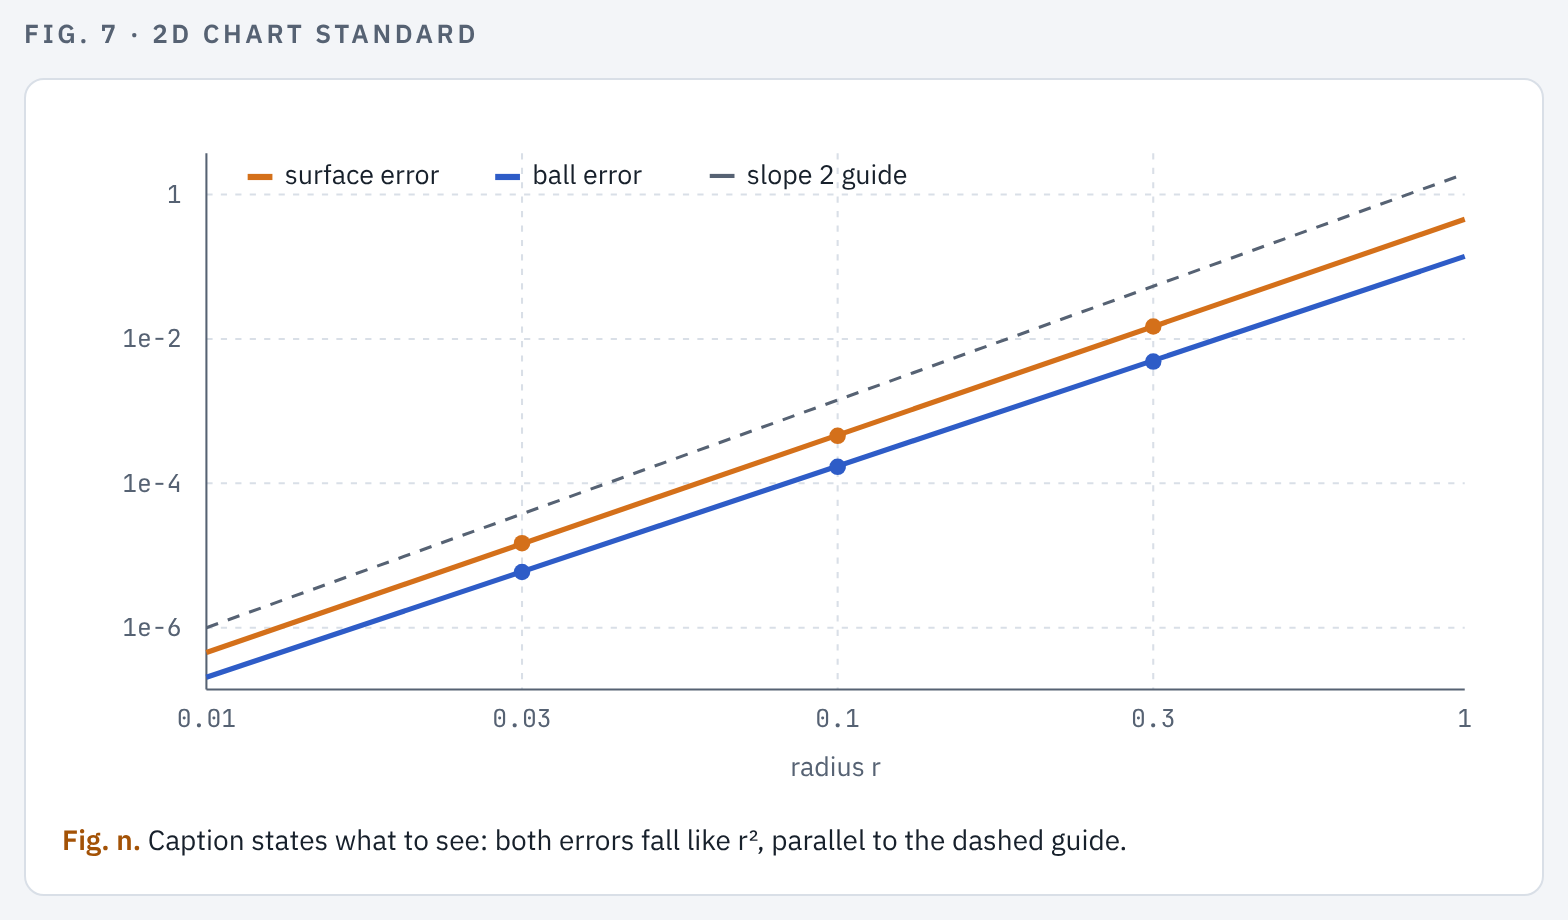 FIG. 7 · 2D CHART STANDARD
surface error
ball error
slope 2 guide
1
1e-2
1e-4
1e-6
0.01
0.03
0.1
0.3
1
radius r
Fig. n. Caption states what to see: both errors fall like r², parallel to the dashed guide.